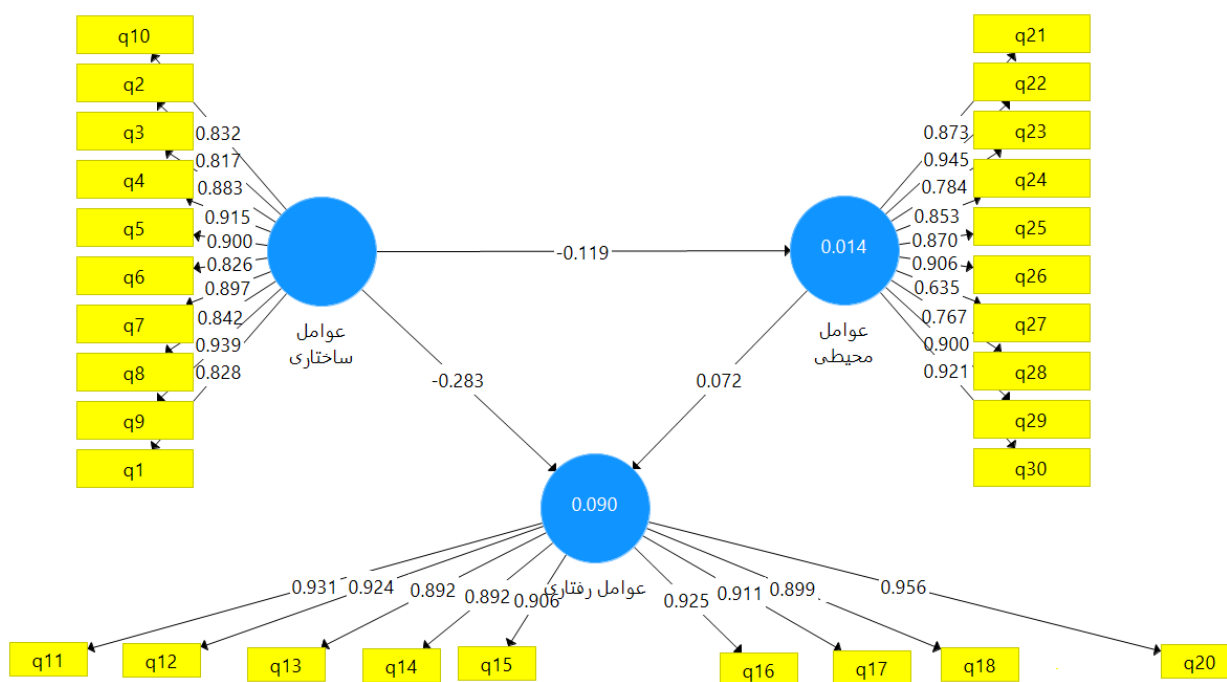 q10
q2
q3
q4
q5
q6
q7
q8
q9
q1
0.832
0.817
0.883
0.915
0.900
0.826
0.897
0.842
0.939
0.828
عوامل
ساختاری
-0.119
-0.283
0.072
0.014
عوامل
محیطی
0.873
0.945
0.784
0.853
0.870
0.906
0.635
0.767
0.900
0.921
q21
q22
q23
q24
q25
q26
q27
q28
q29
q30
0.090
عوامل رفتاری
0.931
0.924
0.892
0.892
0.906
0.925
0.911
0.899
0.956
q11
q12
q13
q14
q15
q16
q17
q18
q20